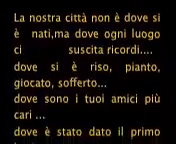 La nostra città non è dove si
è nati,ma dove ogni luogo
ci suscita ricordi....
dove si è riso, pianto,
giocato, sofferto...
dove sono i tuoi amici più
cari ...
dove è stato dato il primo